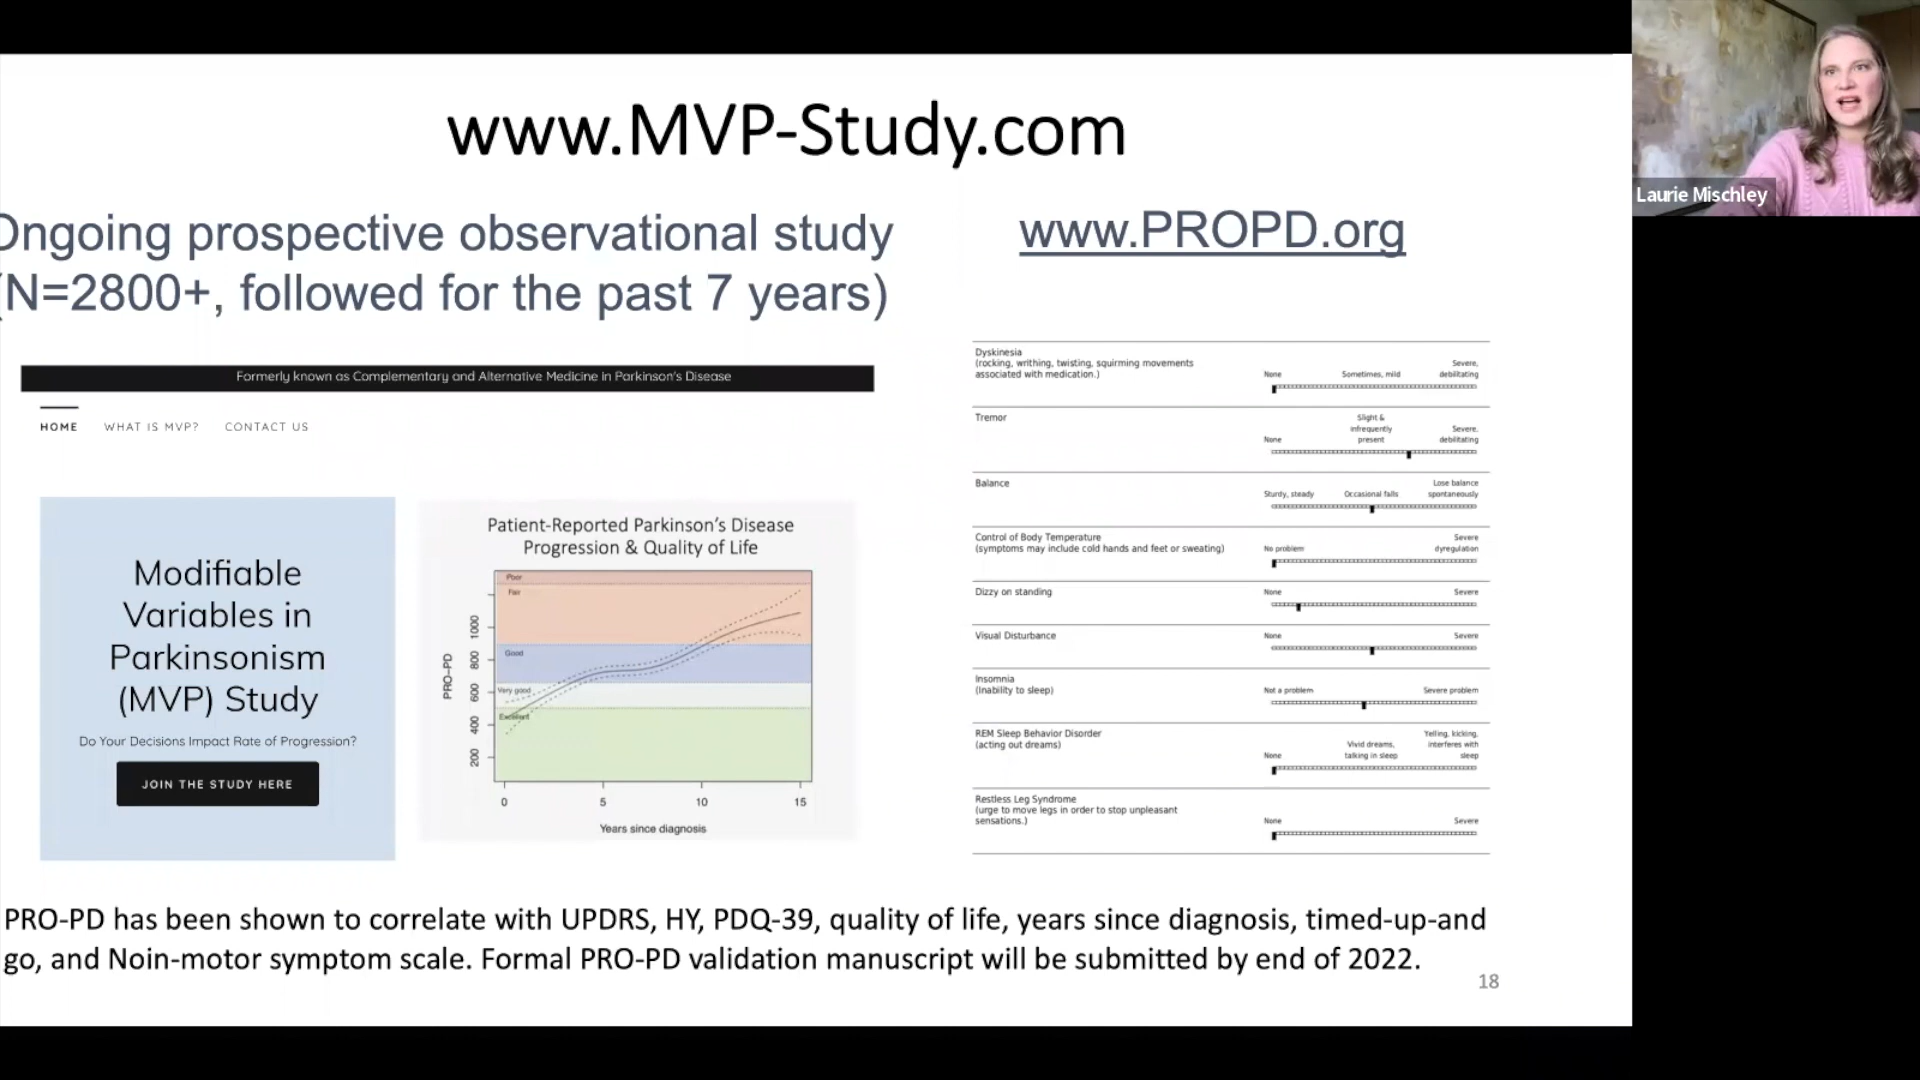 www.MVP-Study.com
Laurie Mischley
Ongoing prospective observational study
(N=2800+, followed for the past 7 years)
www.PROPD.org
Formerly known as Complementary and Alternative Medicine in Parkinson's Disease
HOME WHAT IS MVP? CONTACT US
Modifiable
Variables in
Parkinsonism
(MVP) Study
Do Your Decisions Impact Rate of Progression?
JOIN THE STUDY HERE
Patient-Reported Parkinson's Disease
Progression & Quality of Life
Poor
Fair
Good
Very good
Excellent
PRO-PD
1000
800
600
400
200
0 5 10 15
Years since diagnosis
Dyskinesia
(rocking, writhing, twisting, squirming movements
associated with medication.)
None Sometimes, mild Severe,
debilitating
Tremor
None Slight &
infrequently
present Severe,
debilitating
Balance
Sturdy, steady Occasional falls Lose balance
spontaneously
Control of Body Temperature
(symptoms may include cold hands and feet or sweating)
No problem Severe
dyregulation
Dizzy on standing
None Severe
Visual Disturbance
None Severe
Insomnia
(Inability to sleep)
Not a problem Severe problem
REM Sleep Behavior Disorder
(acting out dreams)
None Vivid dreams,
talking in sleep Yelling, kicking,
interferes with
sleep
Restless Leg Syndrome
(urge to move legs in order to stop unpleasant
sensations.)
None Severe
PRO-PD has been shown to correlate with UPDRS, HY, PDQ-39, quality of life, years since diagnosis, timed-up-and
go, and Noin-motor symptom scale. Formal PRO-PD validation manuscript will be submitted by end of 2022.
18